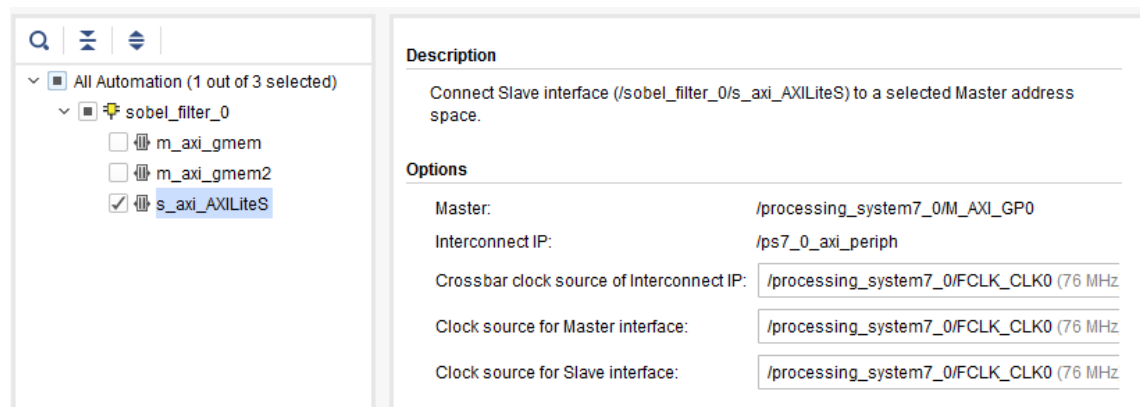 All Automation (1 out of 3 selected)
sobel_filter_0
m_axi_gmem
m_axi_gmem2
s_axi_AXILiteS
Description
Connect Slave interface (/sobel_filter_0/s_axi_AXILiteS) to a selected Master address
space.
Options
Master: /processing_system7_0/M_AXI_GP0
Interconnect IP: /ps7_0_axi_periph
Crossbar clock source of Interconnect IP: /processing_system7_0/FCLK_CLK0 (76 MHz
Clock source for Master interface: /processing_system7_0/FCLK_CLK0 (76 MHz
Clock source for Slave interface: /processing_system7_0/FCLK_CLK0 (76 MHz